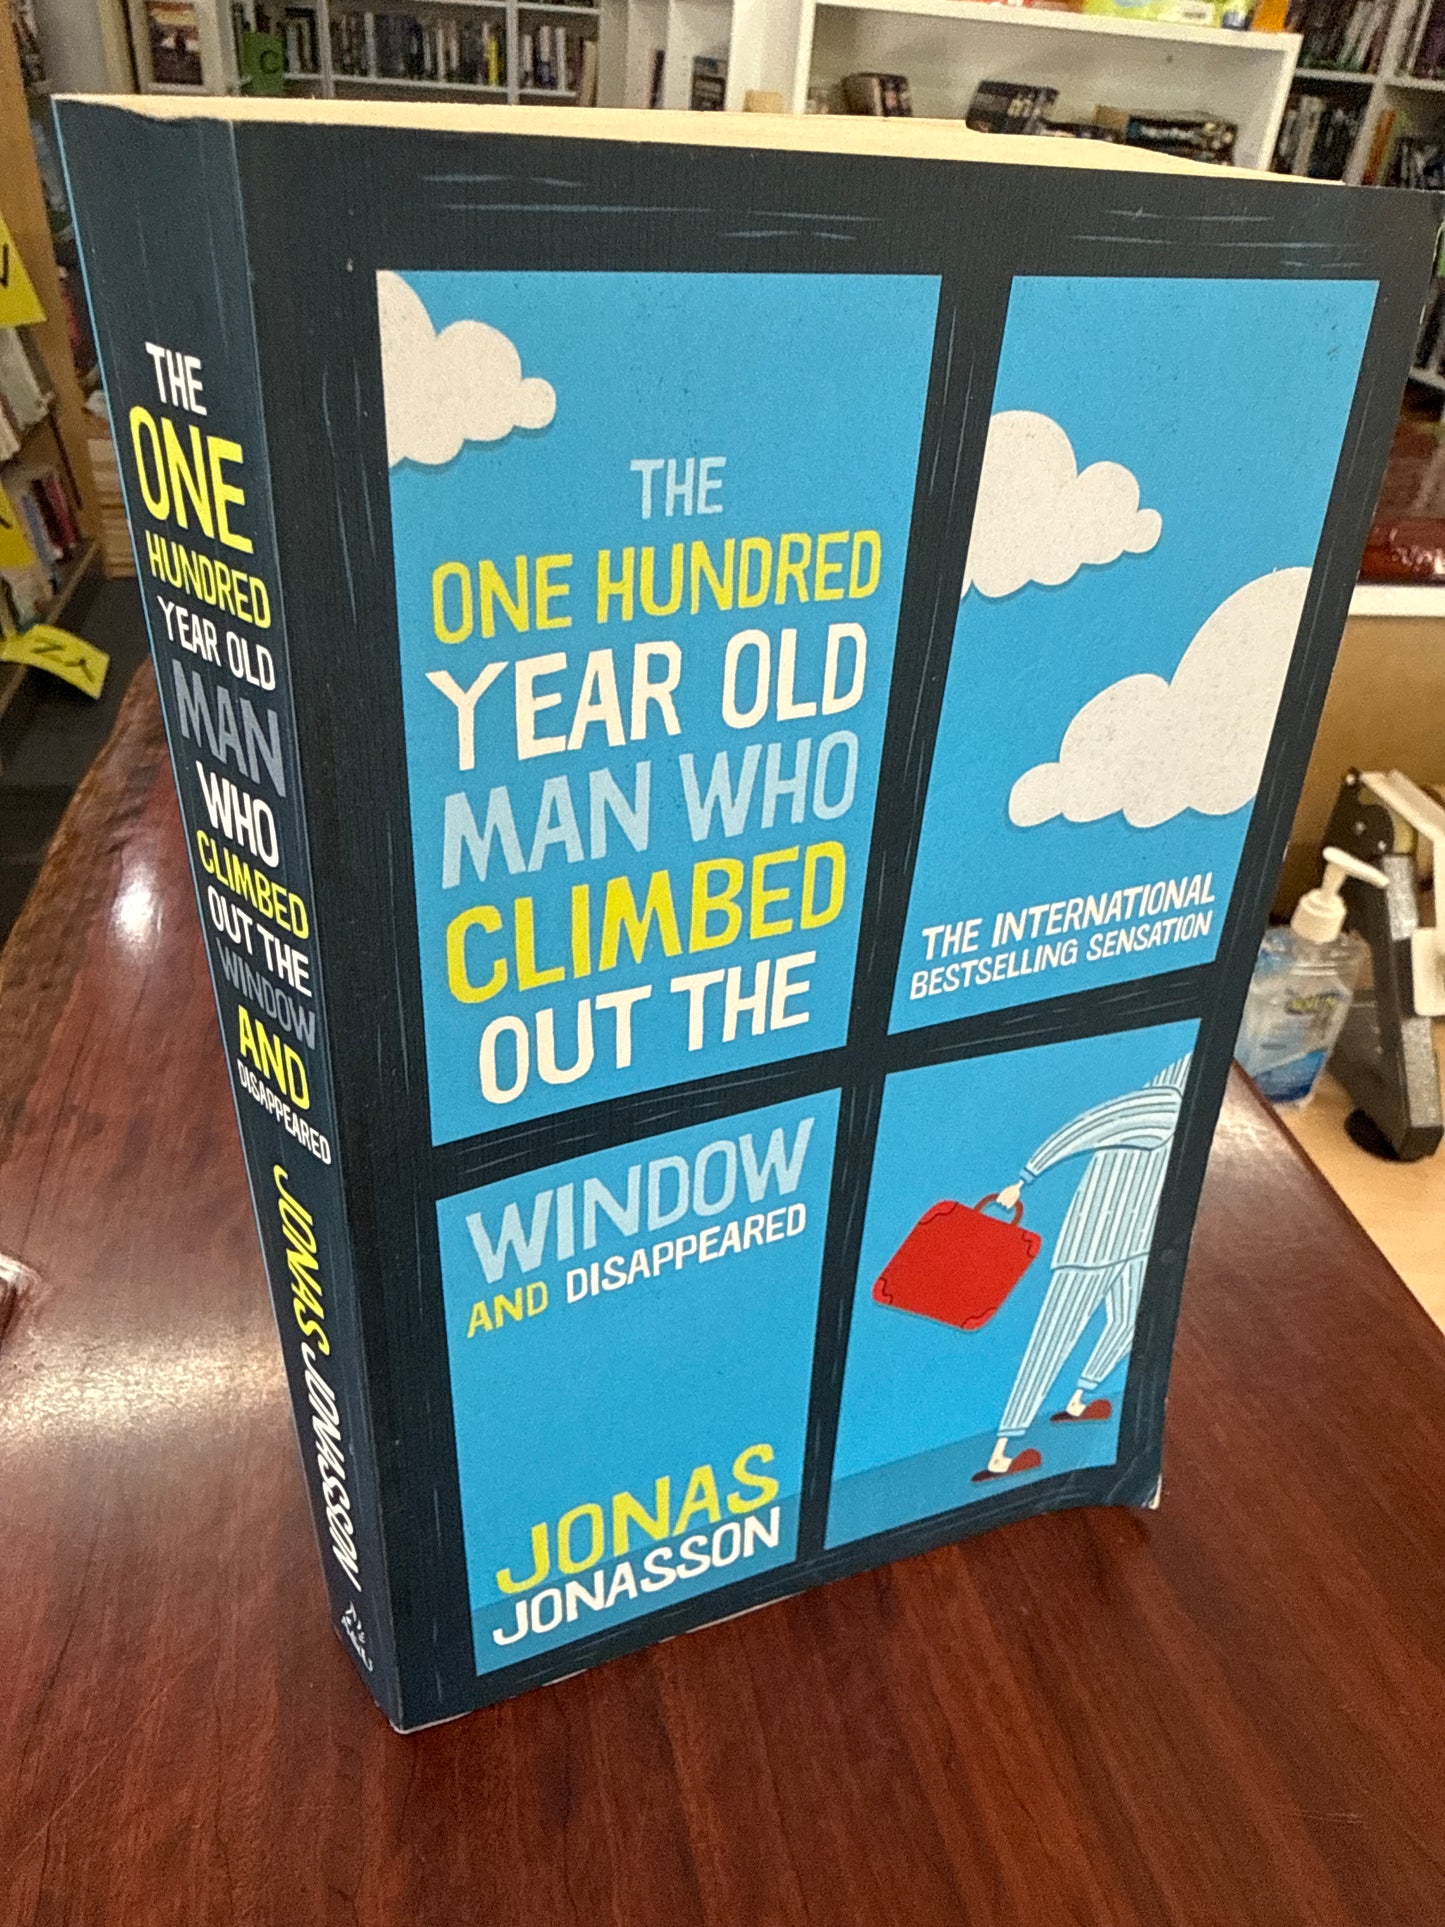 THE
ONE
HUNDRED
YEAR OLD
MAN
WHO
CLIMBED
OUT THE
WINDOW
AND
DISAPPEARED
JONAS JONASSON
THE
ONE HUNDRED
YEAR OLD
MAN WHO
CLIMBED
OUT THE
WINDOW
AND DISAPPEARED
JONAS
JONASSON
THE INTERNATIONAL
BESTSELLING SENSATION
C